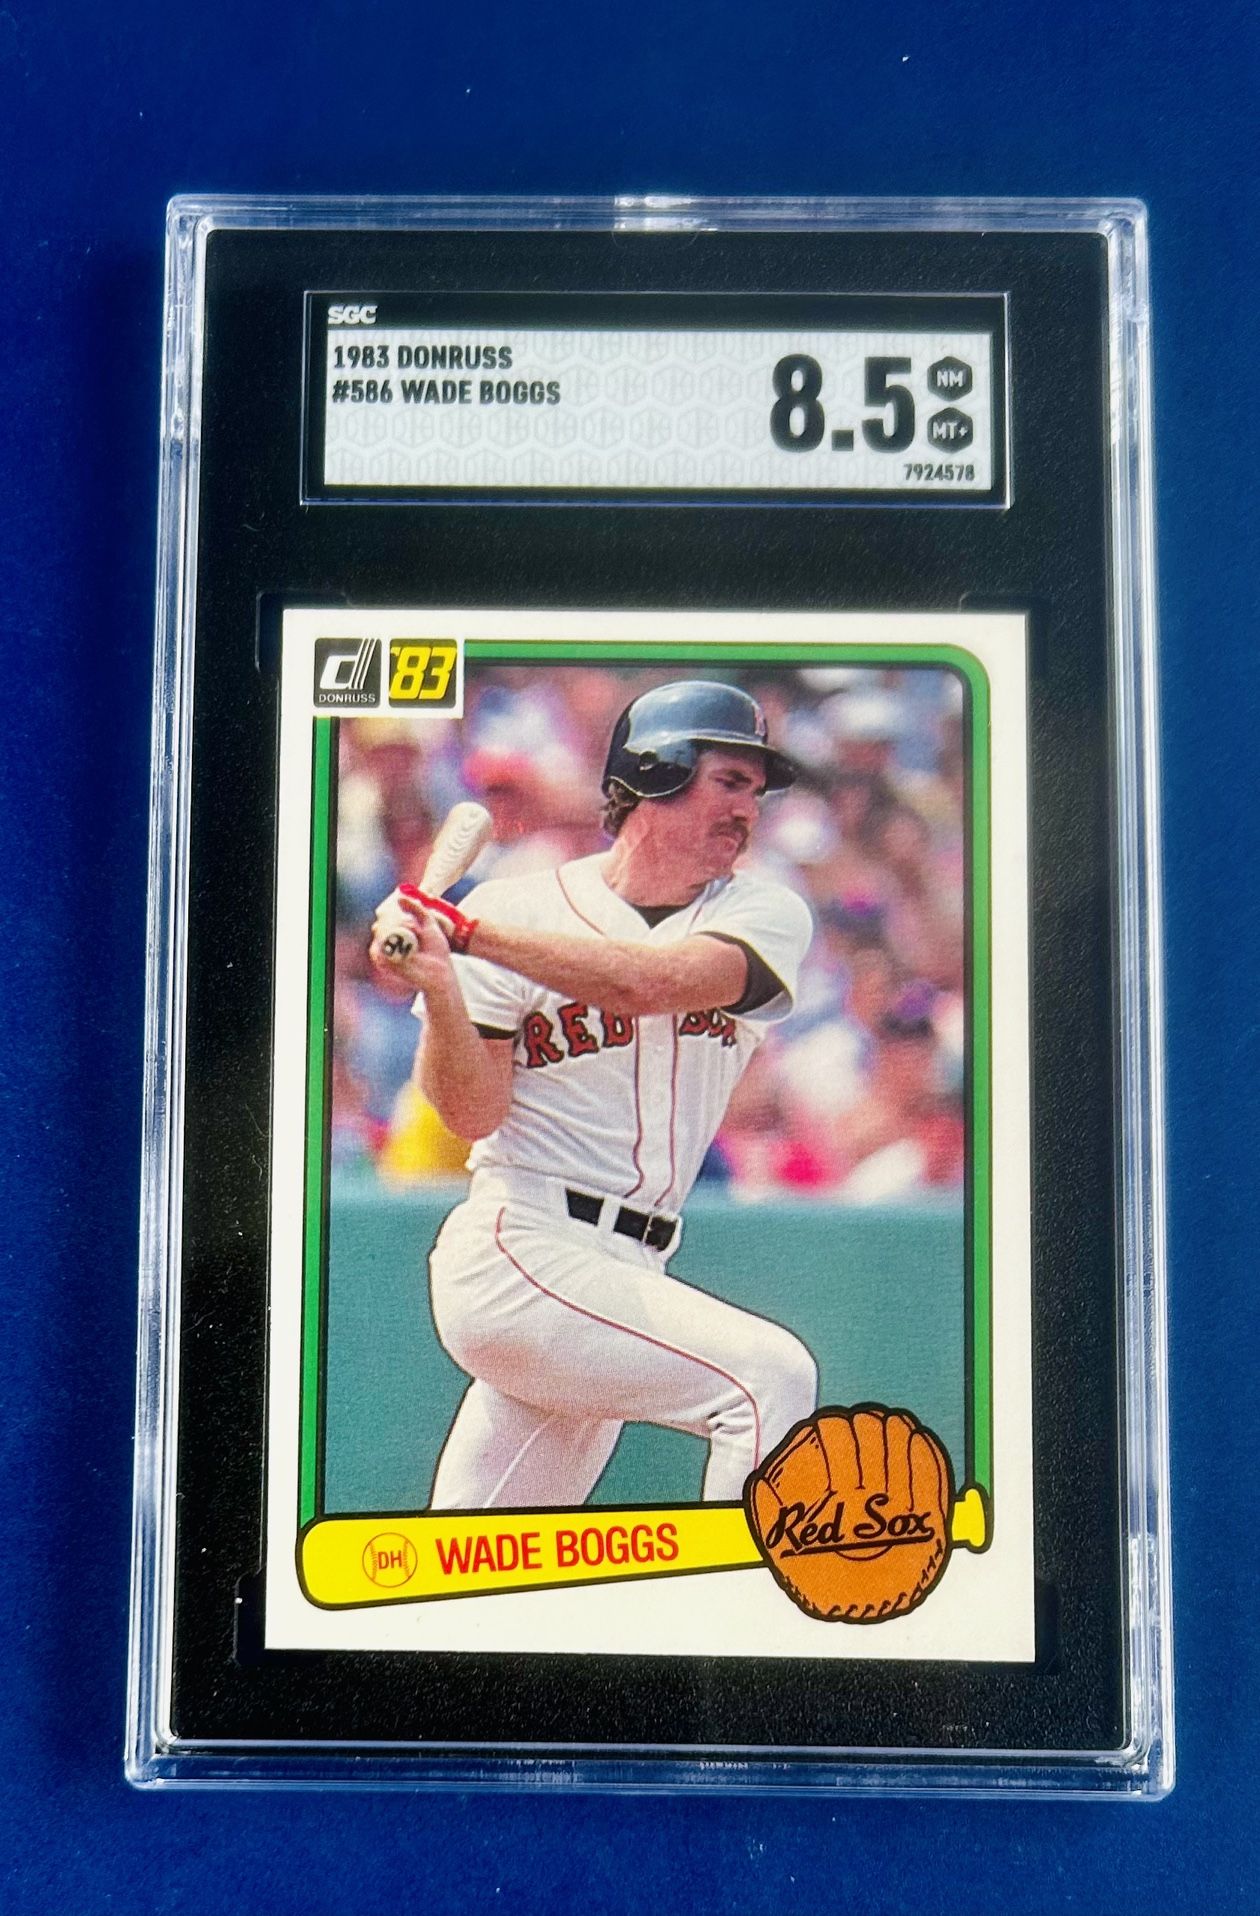 SGC
1983 DONRUSS
#586 WADE BOGGS
8.5
NM
MT+
7924578
d '83
DONRUSS
B
84
RED SOX
DH WADE BOGGS
Red Sox